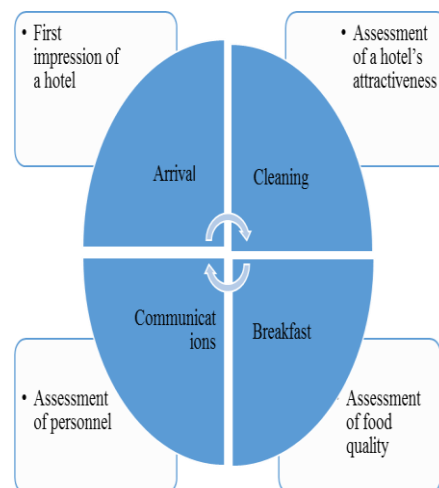 • First
impression of
a hotel
• Assessment
of a hotel's
attractiveness
Arrival
Cleaning
Communicat
ions
Breakfast
• Assessment
of personnel
• Assessment
of food
quality